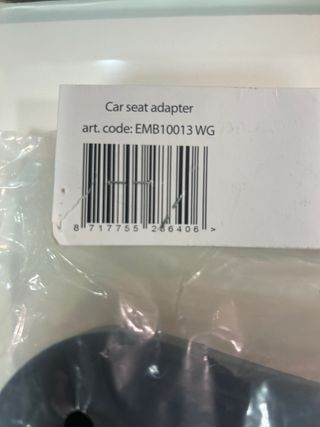 Car seat adapter
art. code: EMB10013 WG
8 717755 266406 >